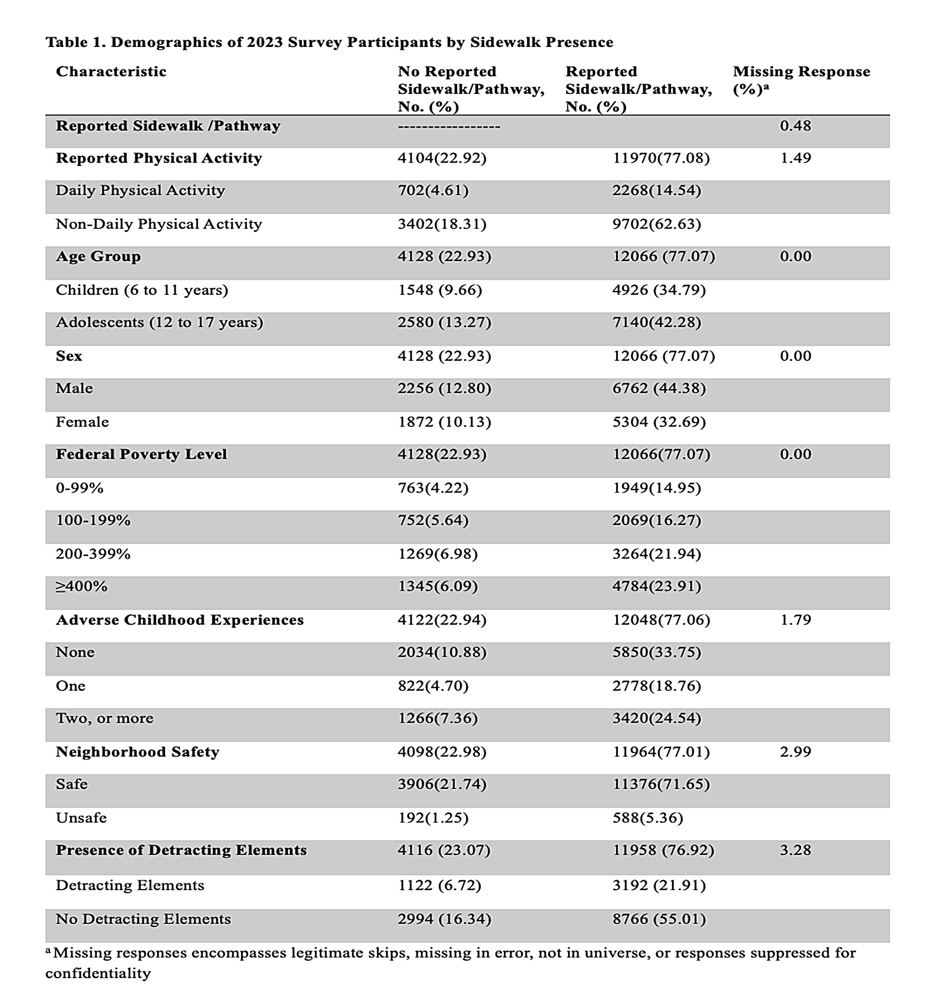 Table 1. Demographics of 2023 Survey Participants by Sidewalk Presence
Characteristic No Reported Sidewalk/Pathway, No. (%) Reported Sidewalk/Pathway, No. (%) Missing Response (%)ᵃ
Reported Sidewalk /Pathway ----------------- 0.48
Reported Physical Activity 4104(22.92) 11970(77.08) 1.49
Daily Physical Activity 702(4.61) 2268(14.54)
Non-Daily Physical Activity 3402(18.31) 9702(62.63)
Age Group 4128 (22.93) 12066 (77.07) 0.00
Children (6 to 11 years) 1548 (9.66) 4926 (34.79)
Adolescents (12 to 17 years) 2580 (13.27) 7140(42.28)
Sex 4128 (22.93) 12066 (77.07) 0.00
Male 2256 (12.80) 6762 (44.38)
Female 1872 (10.13) 5304 (32.69)
Federal Poverty Level 4128(22.93) 12066(77.07) 0.00
0-99% 763(4.22) 1949(14.95)
100-199% 752(5.64) 2069(16.27)
200-399% 1269(6.98) 3264(21.94)
≥400% 1345(6.09) 4784(23.91)
Adverse Childhood Experiences 4122(22.94) 12048(77.06) 1.79
None 2034(10.88) 5850(33.75)
One 822(4.70) 2778(18.76)
Two, or more 1266(7.36) 3420(24.54)
Neighborhood Safety 4098(22.98) 11964(77.01) 2.99
Safe 3906(21.74) 11376(71.65)
Unsafe 192(1.25) 588(5.36)
Presence of Detracting Elements 4116 (23.07) 11958 (76.92) 3.28
Detracting Elements 1122 (6.72) 3192 (21.91)
No Detracting Elements 2994 (16.34) 8766 (55.01)
ᵃ Missing responses encompasses legitimate skips, missing in error, not in universe, or responses suppressed for
confidentiality